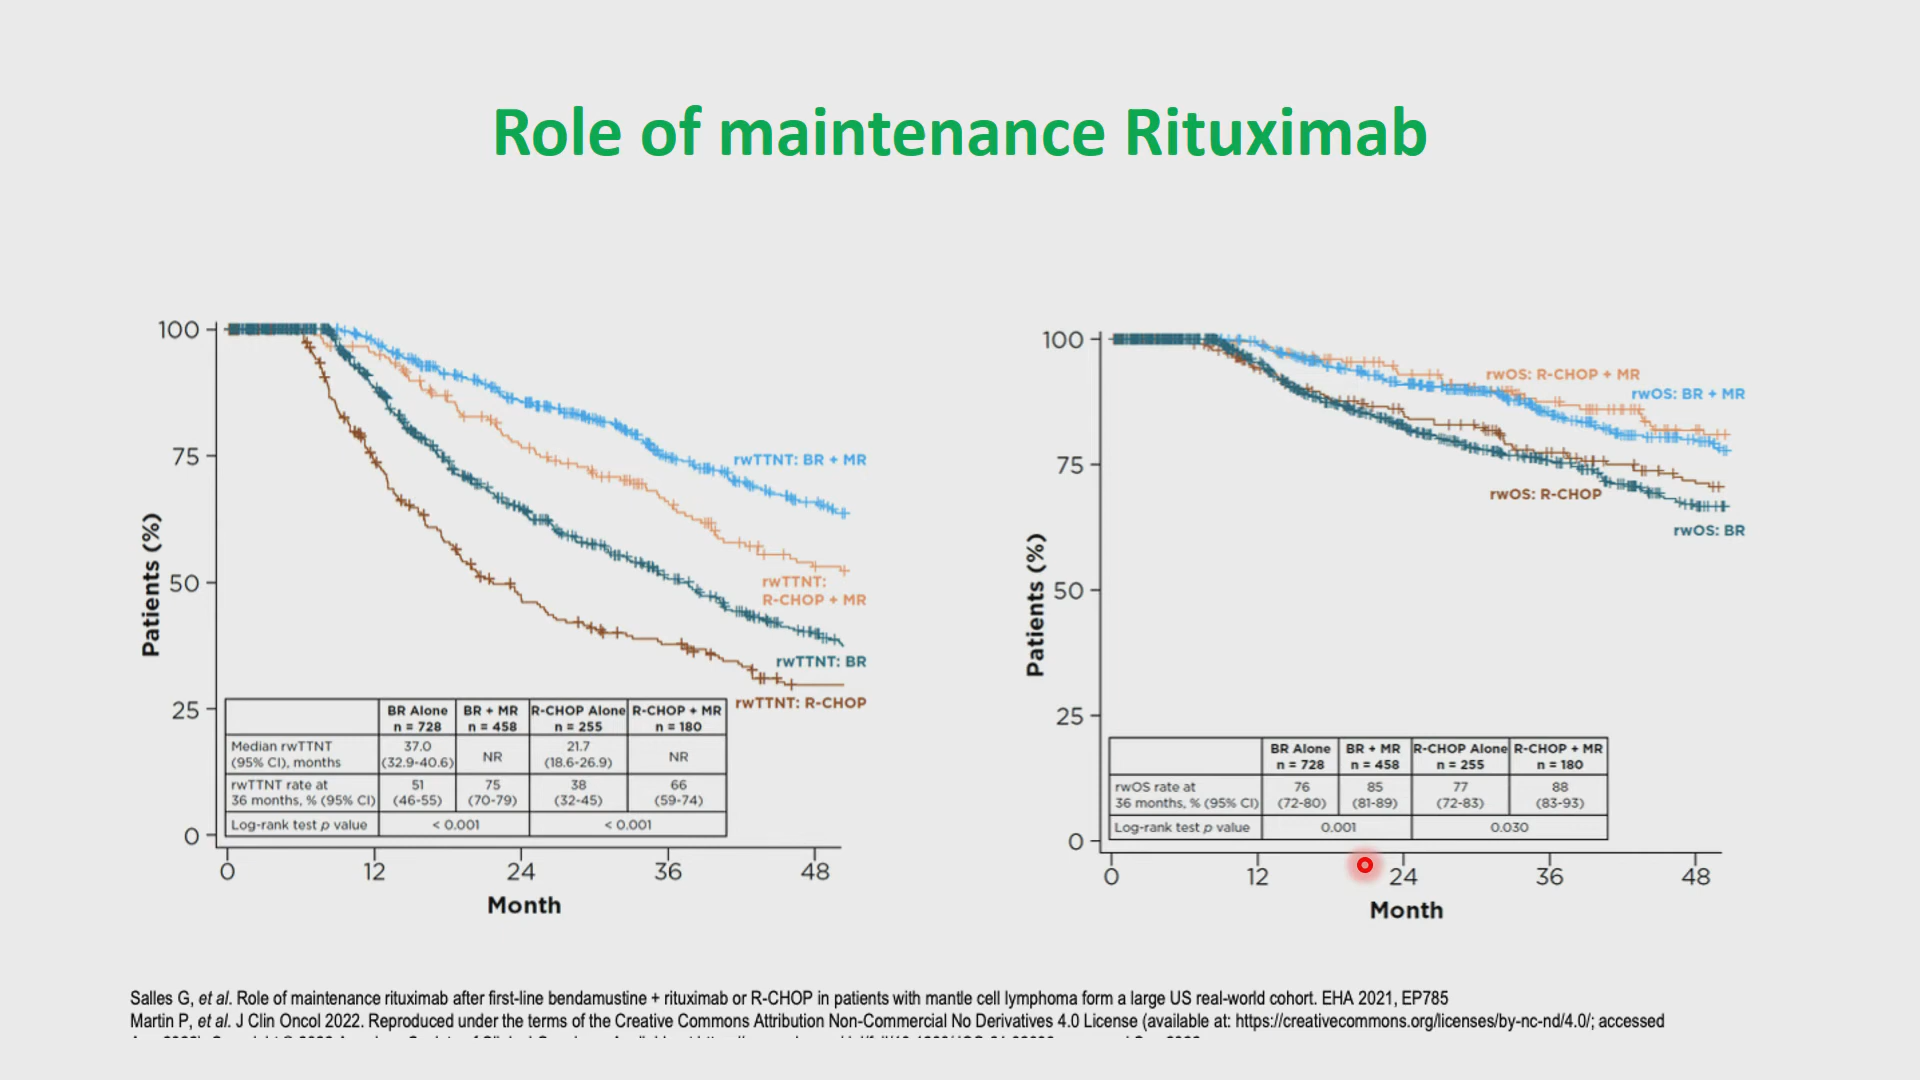 Role of maintenance Rituximab
100
75
50
25
0
Patients (%)
rwTTNT: BR + MR
rwTTNT:
R-CHOP + MR
rwTTNT: BR
rwTTNT: R-CHOP
BR Alone BR + MR R-CHOP Alone R-CHOP + MR
n = 728 n = 458 n = 255 n = 180
Median rwTTNT 37.0 NR 21.7 NR
(95% CI), months (32.9-40.6) (18.6-26.9)
rwTTNT rate at 51 75 38 66
36 months, % (95% CI) (46-55) (70-79) (32-45) (59-74)
Log-rank test p value < 0.001 < 0.001
0 12 24 36 48
Month
100
75
50
25
0
Patients (%)
rwOS: R-CHOP + MR
rwOS: BR + MR
rwOS: R-CHOP
rwOS: BR
BR Alone BR + MR R-CHOP Alone R-CHOP + MR
n = 728 n = 458 n = 255 n = 180
rwOS rate at 76 85 77 88
36 months, % (95% CI) (72-80) (81-89) (72-83) (83-93)
Log-rank test p value 0.001 0.030
0 12 24 36 48
Month
Salles G, et al. Role of maintenance rituximab after first-line bendamustine + rituximab or R-CHOP in patients with mantle cell lymphoma form a large US real-world cohort. EHA 2021, EP785
Martin P, et al. J Clin Oncol 2022. Reproduced under the terms of the Creative Commons Attribution Non-Commercial No Derivatives 4.0 License (available at: https://creativecommons.org/licenses/by-nc-nd/4.0/; accessed